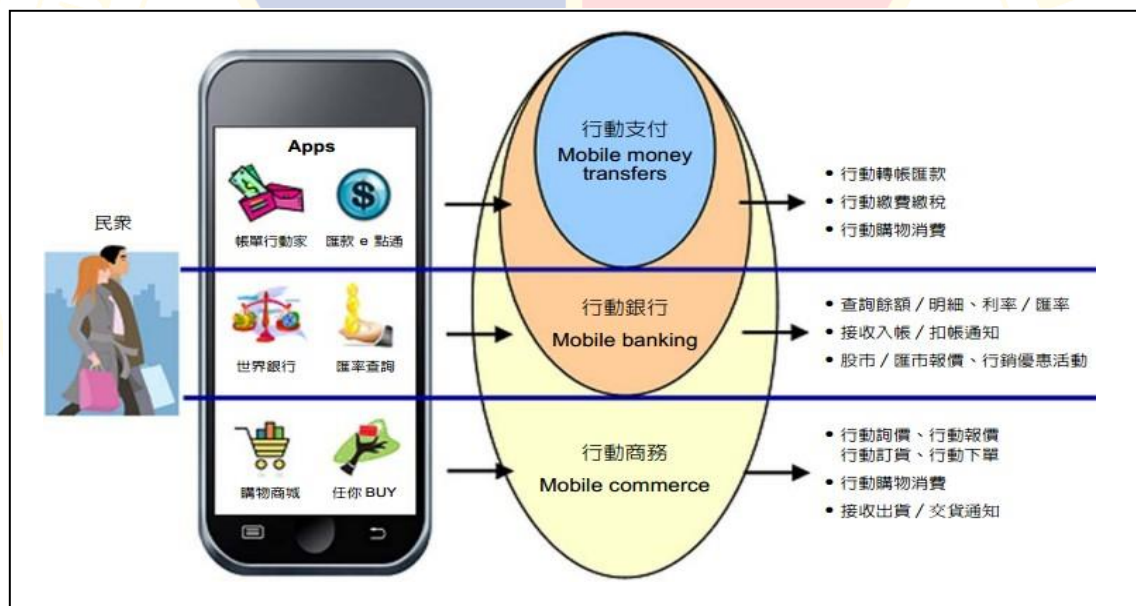 民眾
Apps
帳單行動家
匯款 e 點通
世界銀行
匯率查詢
購物商城
任你 BUY
行動支付
Mobile money
transfers
行動銀行
Mobile banking
行動商務
Mobile commerce
• 行動轉帳匯款
• 行動繳費繳稅
• 行動購物消費
• 查詢餘額 / 明細、利率 / 匯率
• 接收入帳 / 扣帳通知
• 股市 / 匯市報價、行銷優惠活動
• 行動詢價、行動報價
行動訂貨、行動下單
• 行動購物消費
• 接收出貨 / 交貨通知